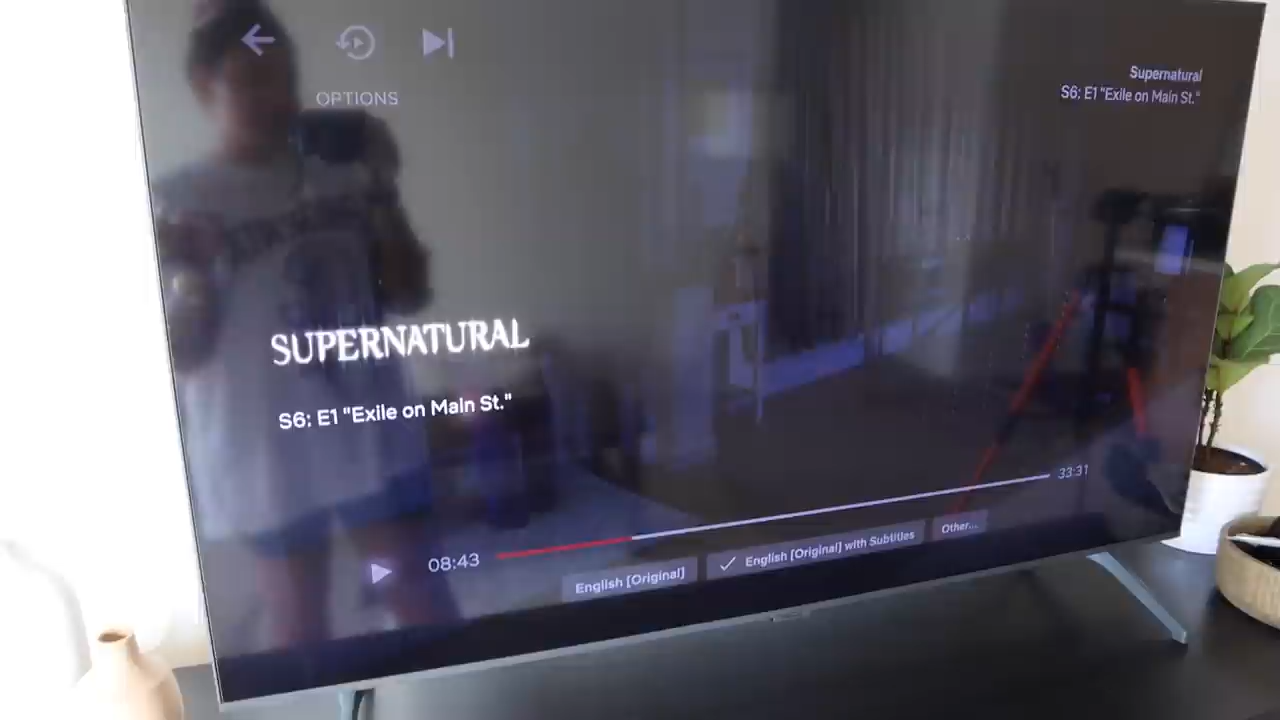 OPTIONS
Supernatural
S6: E1 "Exile on Main St."
SUPERNATURAL
S6: E1 "Exile on Main St."
33:31
08:43
English [Original]
English [Original] with Subtitles
Other...